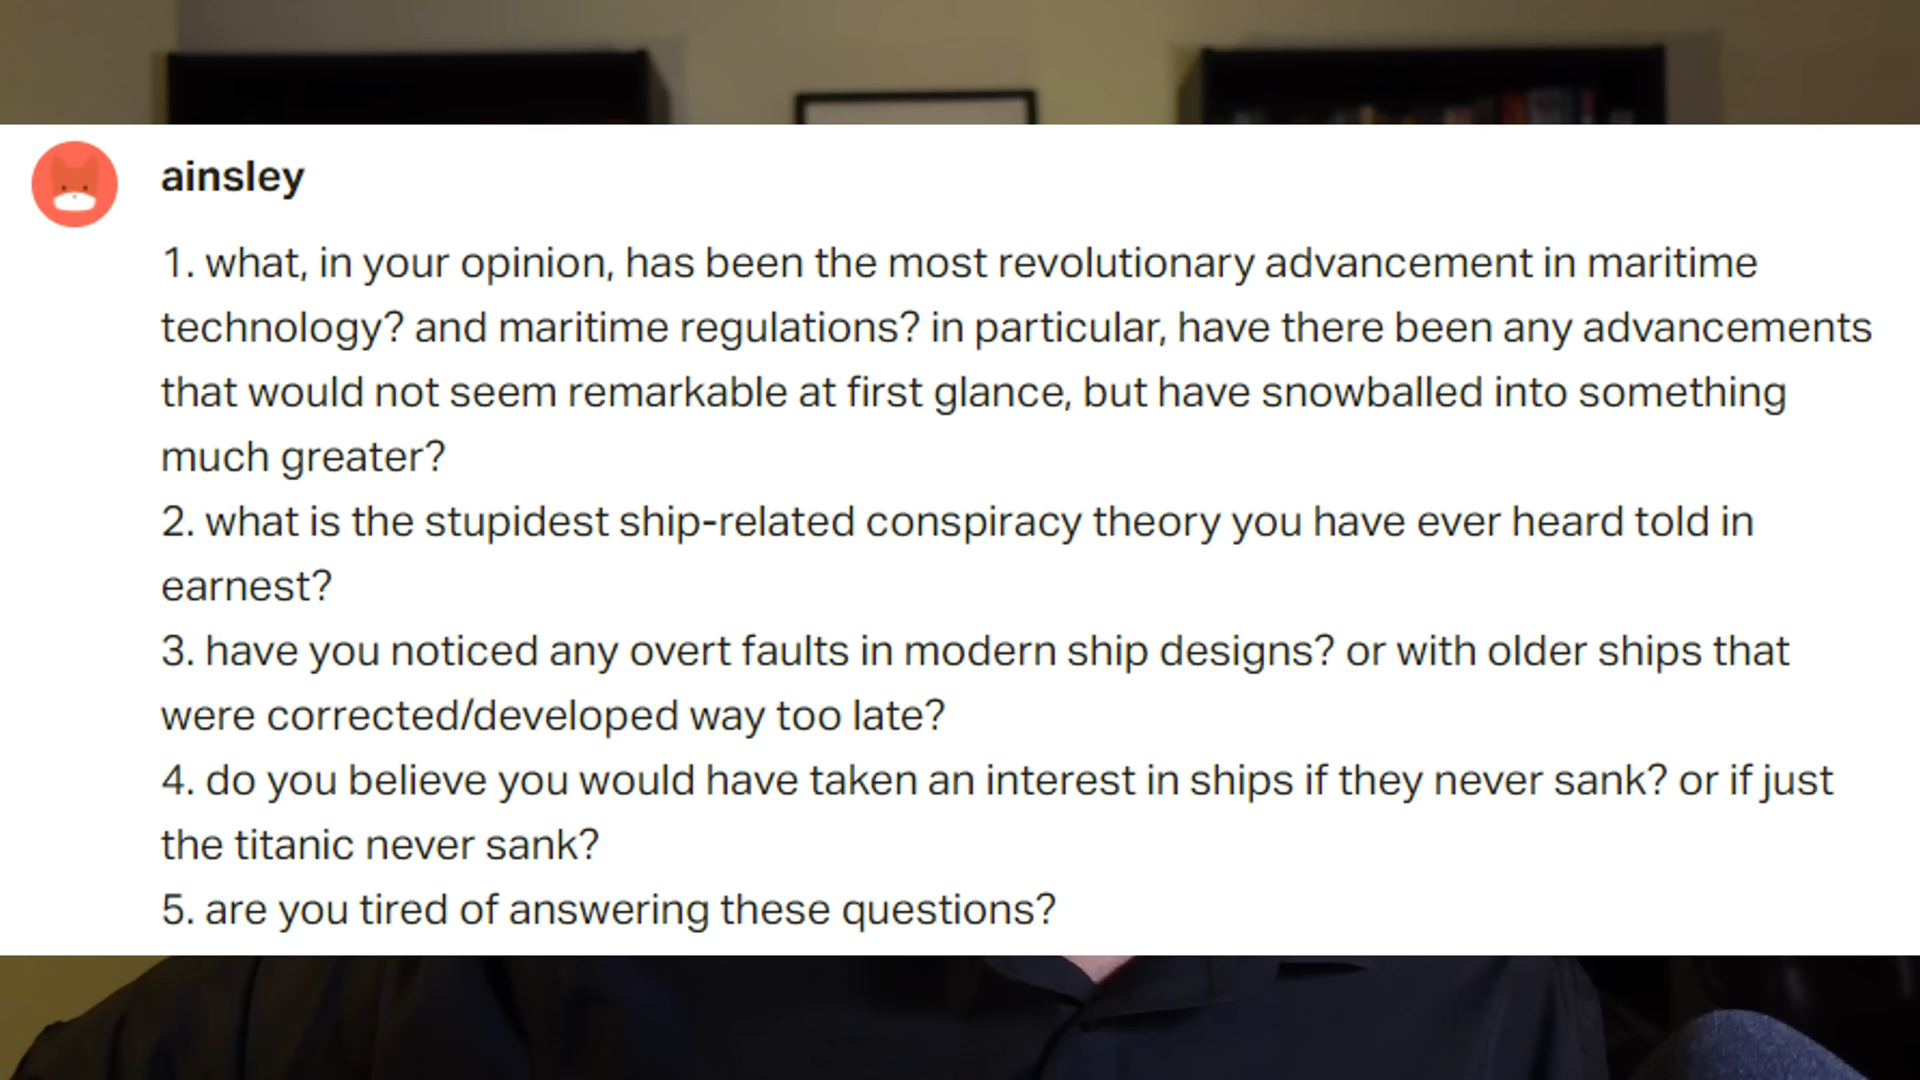 ainsley
1. what, in your opinion, has been the most revolutionary advancement in maritime
technology? and maritime regulations? in particular, have there been any advancements
that would not seem remarkable at first glance, but have snowballed into something
much greater?
2. what is the stupidest ship-related conspiracy theory you have ever heard told in
earnest?
3. have you noticed any overt faults in modern ship designs? or with older ships that
were corrected/developed way too late?
4. do you believe you would have taken an interest in ships if they never sank? or if just
the titanic never sank?
5. are you tired of answering these questions?